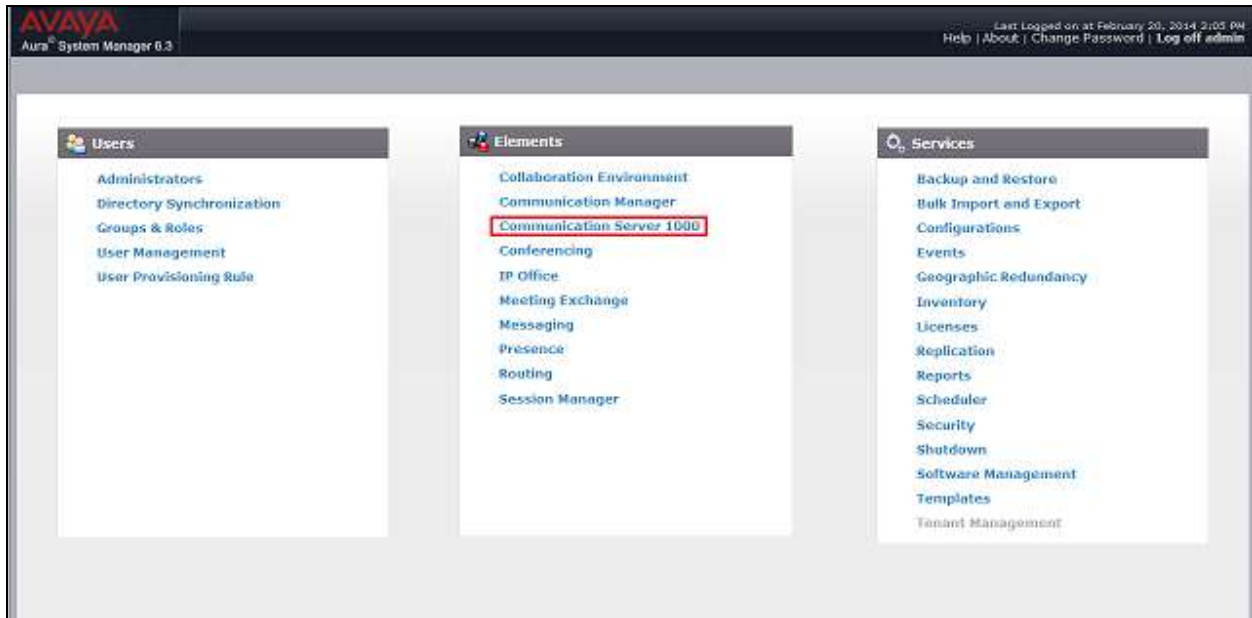 AVAYA
Aura® System Manager 6.3
Last Logged on at February 20, 2014 2:05 PM
Help | About | Change Password | Log off admin
Users
Administrators
Directory Synchronization
Groups & Roles
User Management
User Provisioning Rule
Elements
Collaboration Environment
Communication Manager
Communication Server 1000
Conferencing
IP Office
Meeting Exchange
Messaging
Presence
Routing
Session Manager
Services
Backup and Restore
Bulk Import and Export
Configurations
Events
Geographic Redundancy
Inventory
Licenses
Replication
Reports
Scheduler
Security
Shutdown
Software Management
Templates
Tenant Management